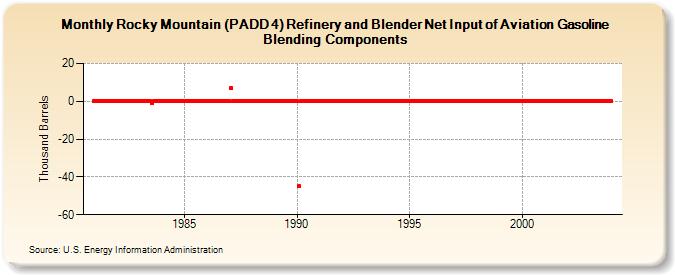 Monthly Rocky Mountain (PADD 4) Refinery and Blender Net Input of Aviation Gasoline
Blending Components
Thousand Barrels
20
0
-20
-40
-60
1985
1990
1995
2000
Source: U.S. Energy Information Administration